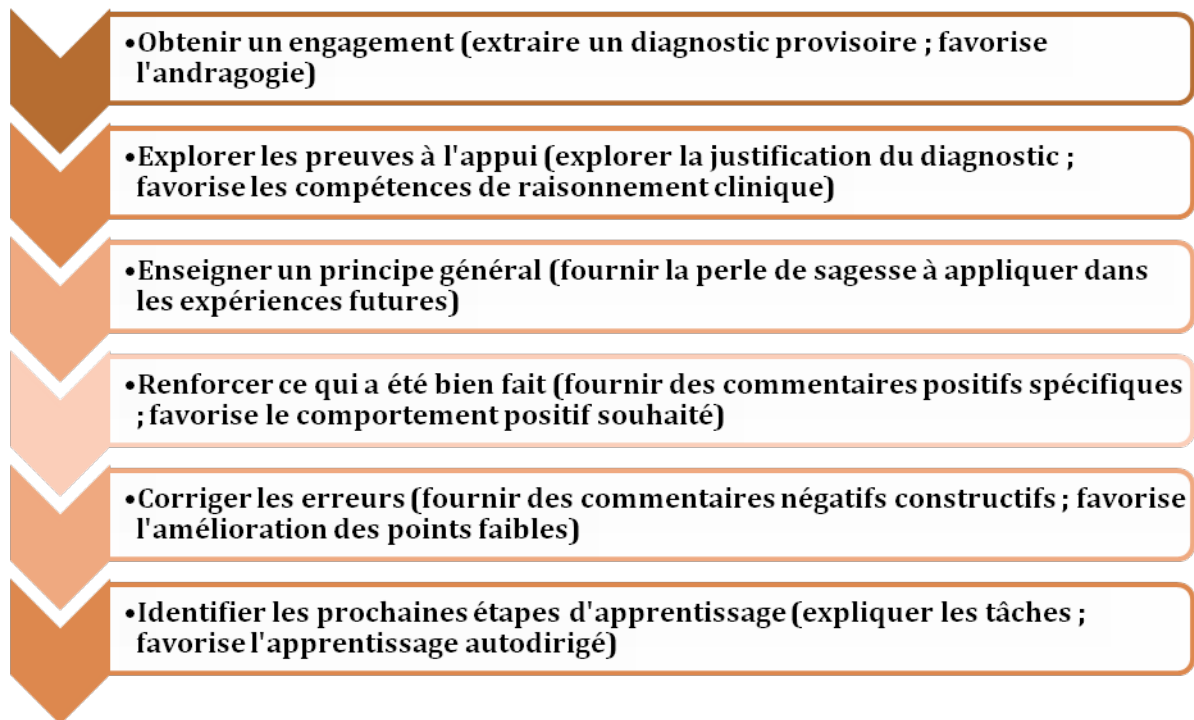 •Obtenir un engagement (extraire un diagnostic provisoire ; favorise
l'andragogie)
•Explorer les preuves à l'appui (explorer la justification du diagnostic ;
favorise les compétences de raisonnement clinique)
•Enseigner un principe général (fournir la perle de sagesse à appliquer dans
les expériences futures)
•Renforcer ce qui a été bien fait (fournir des commentaires positifs spécifiques
; favorise le comportement positif souhaité)
•Corriger les erreurs (fournir des commentaires négatifs constructifs ; favorise
l'amélioration des points faibles)
•Identifier les prochaines étapes d'apprentissage (expliquer les tâches ;
favorise l'apprentissage autodirigé)